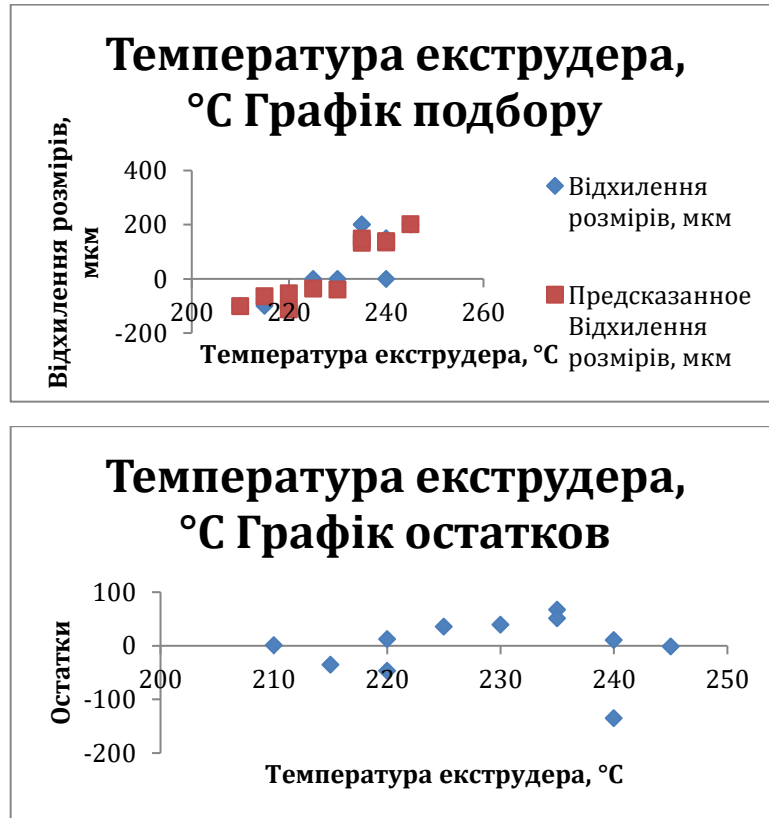 Температура екструдера,
°C Графік подбору
Відхилення розмірів,
мкм
400
200
0
-200
200
220
240
260
Температура екструдера, °C
Відхилення
розмірів, мкм
Предсказанное
Відхилення
розмірів, мкм
Температура екструдера,
°C Графік остатков
Остатки
100
0
-100
-200
200
210
220
230
240
250
Температура екструдера, °C